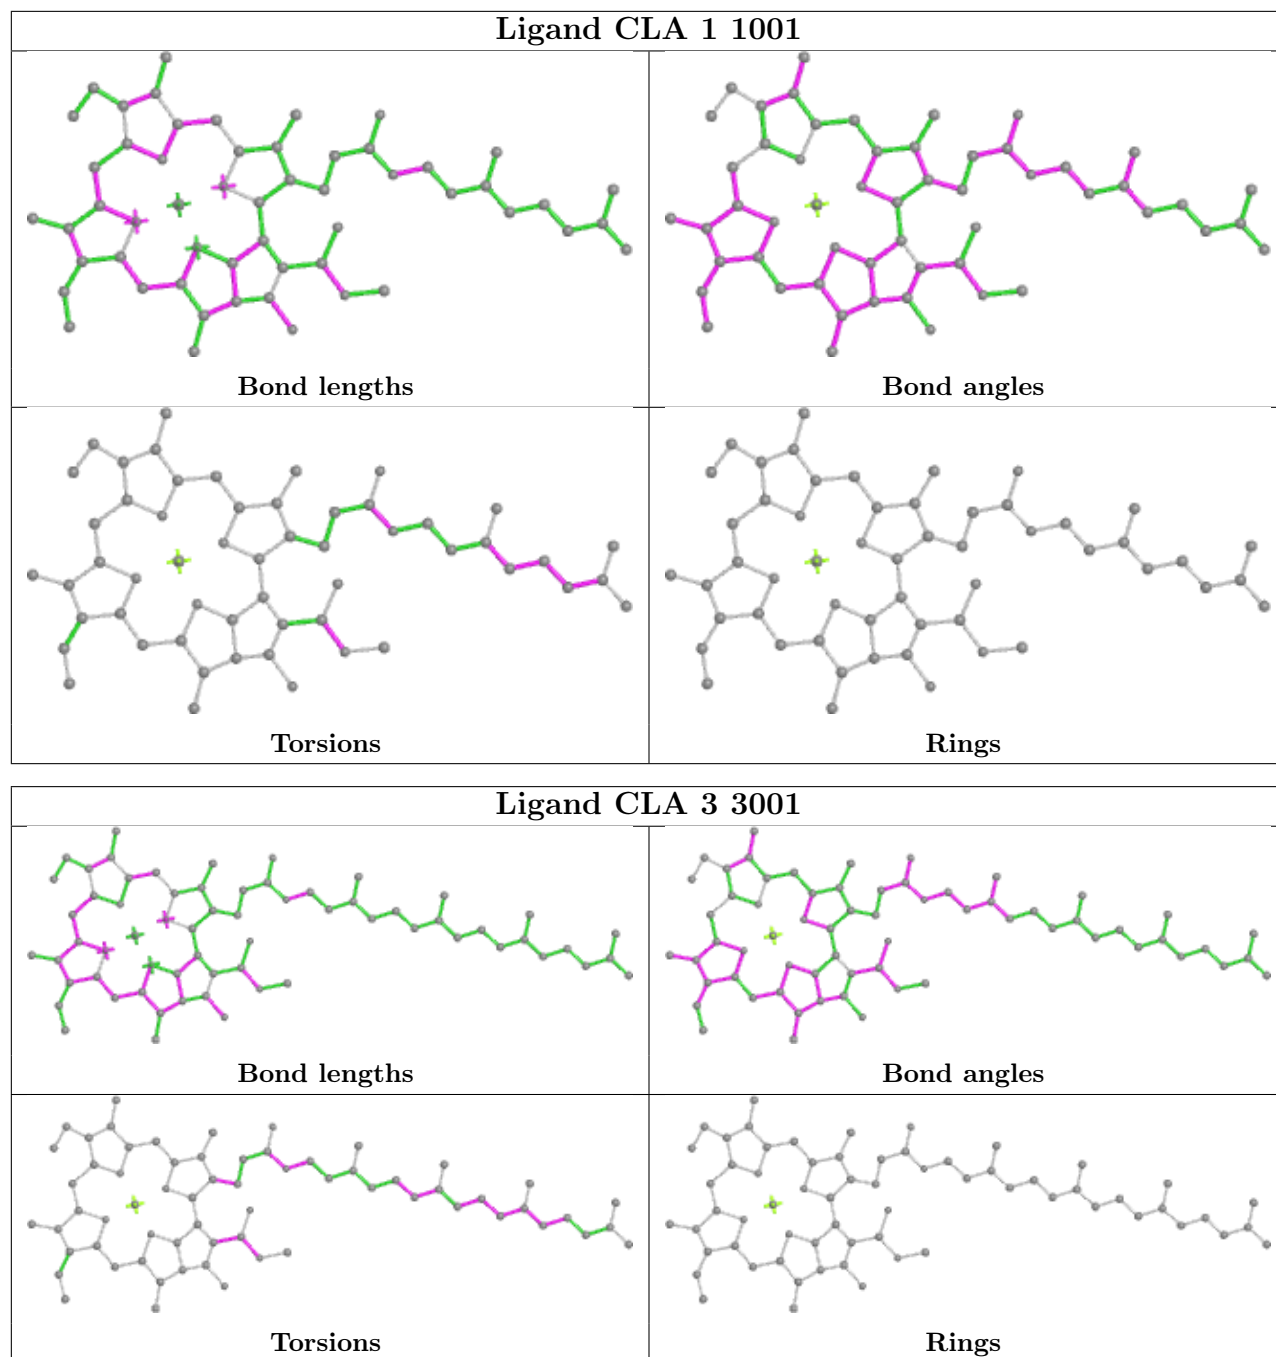 Ligand CLA 1 1001
Bond lengths
Bond angles
Torsions
Rings
Ligand CLA 3 3001
Bond lengths
Bond angles
Torsions
Rings